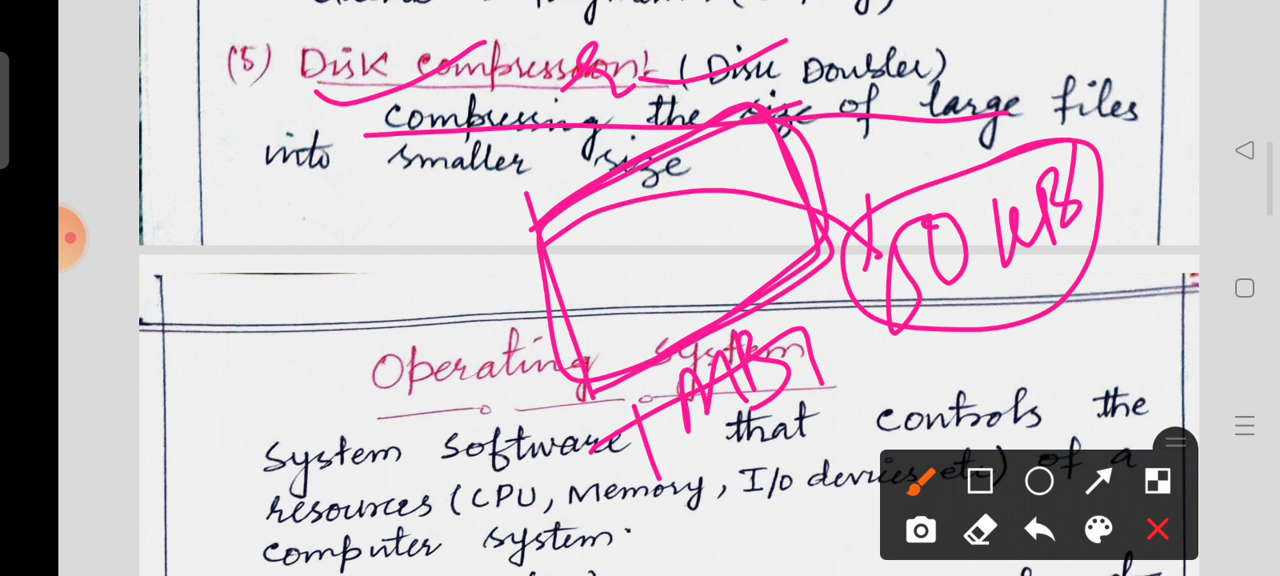 (5) Disk compression:- (Disk Doubler)
compressing the size of large files
into smaller size
50 KB
Operating System
1 MB
System software that controls the
resources (CPU, Memory, I/O devices etc) of a
computer system.